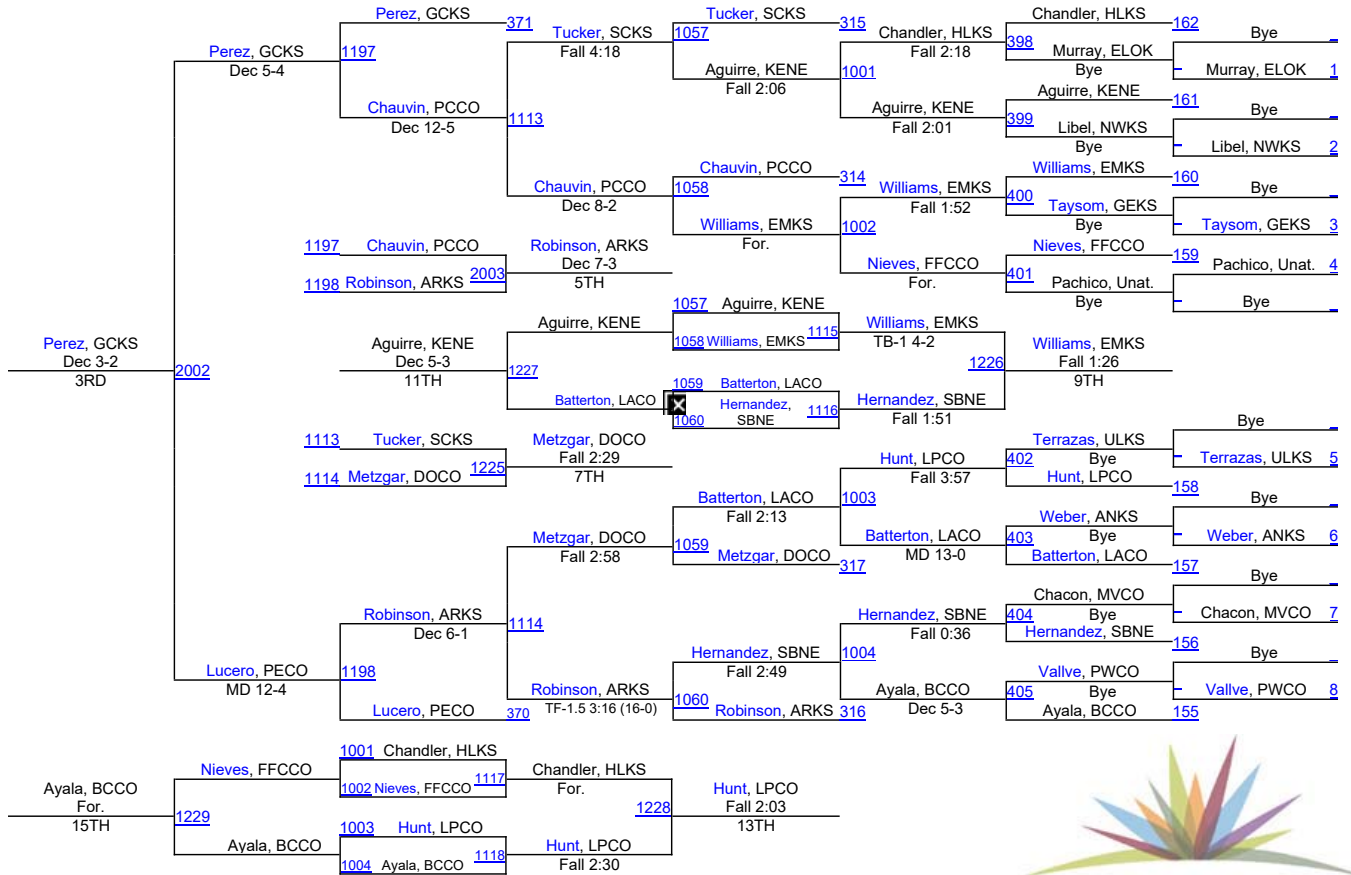 Perez, GCKS
371
Tucker, SCKS
315
Chandler, HLKS
162
Bye
_
Tucker, SCKS
Fall 4:18
1057
Chandler, HLKS
Fall 2:18
398
Murray, ELOK
Bye
Murray, ELOK
1
Perez, GCKS
Dec 5-4
1197
Aguirre, KENE
Fall 2:06
1001
Aguirre, KENE
161
Bye
_
Chauvin, PCCO
Dec 12-5
1113
Aguirre, KENE
Fall 2:01
399
Libel, NWKS
Bye
Libel, NWKS
2
Chauvin, PCCO
314
Williams, EMKS
160
Bye
_
Chauvin, PCCO
Dec 8-2
1058
Williams, EMKS
Fall 1:52
400
Taysom, GEKS
Bye
Taysom, GEKS
3
Williams, EMKS
For.
1002
Nieves, FFCCO
159
Pachico, Unat.
4
1197
Chauvin, PCCO
Robinson, ARKS
Dec 7-3
5TH
Nieves, FFCCO
For.
401
Pachico, Unat.
Bye
Bye
_
1198
Robinson, ARKS
2003
1057
Aguirre, KENE
Aguirre, KENE
1058
Williams, EMKS
1115
Williams, EMKS
TB-1 4-2
Perez, GCKS
Dec 3-2
3RD
2002
Aguirre, KENE
Dec 5-3
11TH
1227
1226
Williams, EMKS
Fall 1:26
9TH
1059
Batterton, LACO
Batterton, LACO
1060
Hernandez,
SBNE
1116
Hernandez, SBNE
Fall 1:51
1113
Tucker, SCKS
Metzgar, DOCO
Fall 2:29
7TH
Terrazas, ULKS
Bye
Bye
_
1114
Metzgar, DOCO
1225
Hunt, LPCO
Fall 3:57
402
Terrazas, ULKS
5
Hunt, LPCO
158
Batterton, LACO
Fall 2:13
1003
Bye
_
Weber, ANKS
Bye
Weber, ANKS
6
Metzgar, DOCO
Fall 2:58
1059
Batterton, LACO
MD 13-0
403
Batterton, LACO
157
Metzgar, DOCO
317
Bye
_
Chacon, MVCO
Bye
Chacon, MVCO
7
Robinson, ARKS
Dec 6-1
1114
Hernandez, SBNE
Fall 0:36
404
Hernandez, SBNE
156
Hernandez, SBNE
Fall 2:49
1004
Bye
_
Lucero, PECO
MD 12-4
1198
Vallve, PWCO
Bye
Vallve, PWCO
8
Robinson, ARKS
TF-1.5 3:16 (16-0)
1060
Ayala, BCCO
Dec 5-3
405
Lucero, PECO
370
Robinson, ARKS
316
Ayala, BCCO
155
1001
Chandler, HLKS
Nieves, FFCCO
1002
Nieves, FFCCO
1117
Chandler, HLKS
For.
Ayala, BCCO
For.
15TH
1229
1228
Hunt, LPCO
Fall 2:03
13TH
1003
Hunt, LPCO
Ayala, BCCO
1004
Ayala, BCCO
1118
Hunt, LPCO
Fall 2:30